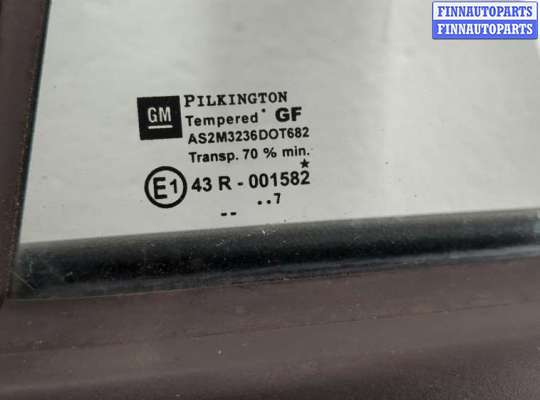 FINNAUTOPARTS
FINNAUTOPARTS
GM
PILKINGTON
Tempered GF
AS2M3236DOT682
Transp. 70 % min.
E1 43 R - 001582
-- ..7